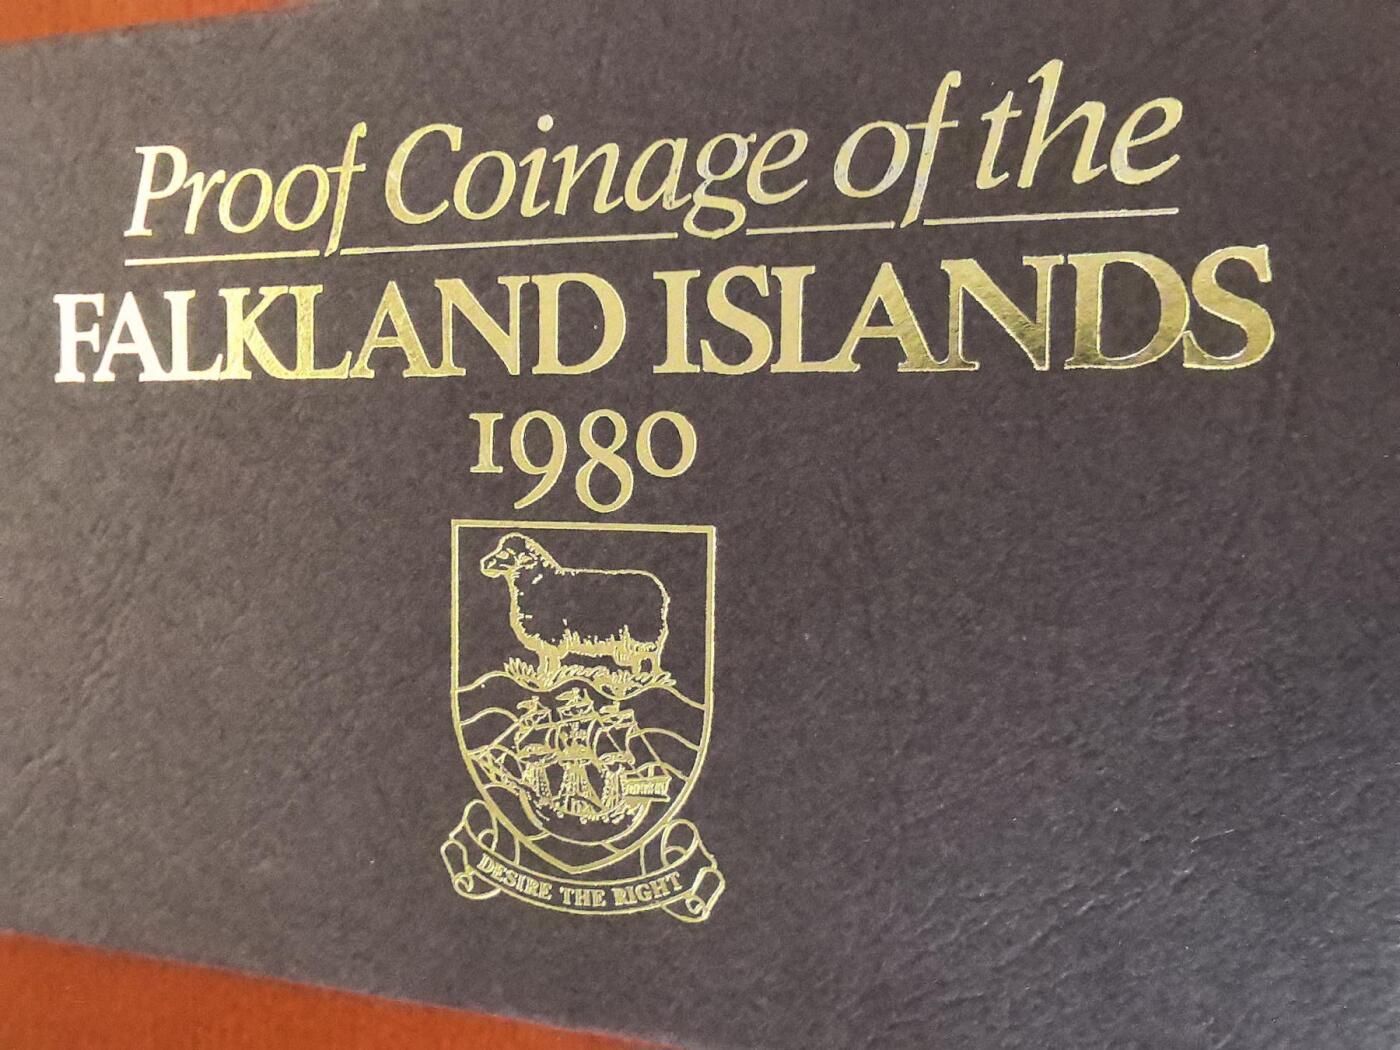 Proof Coinage of the
FALKLAND ISLANDS
1980
DESIRE THE RIGHT